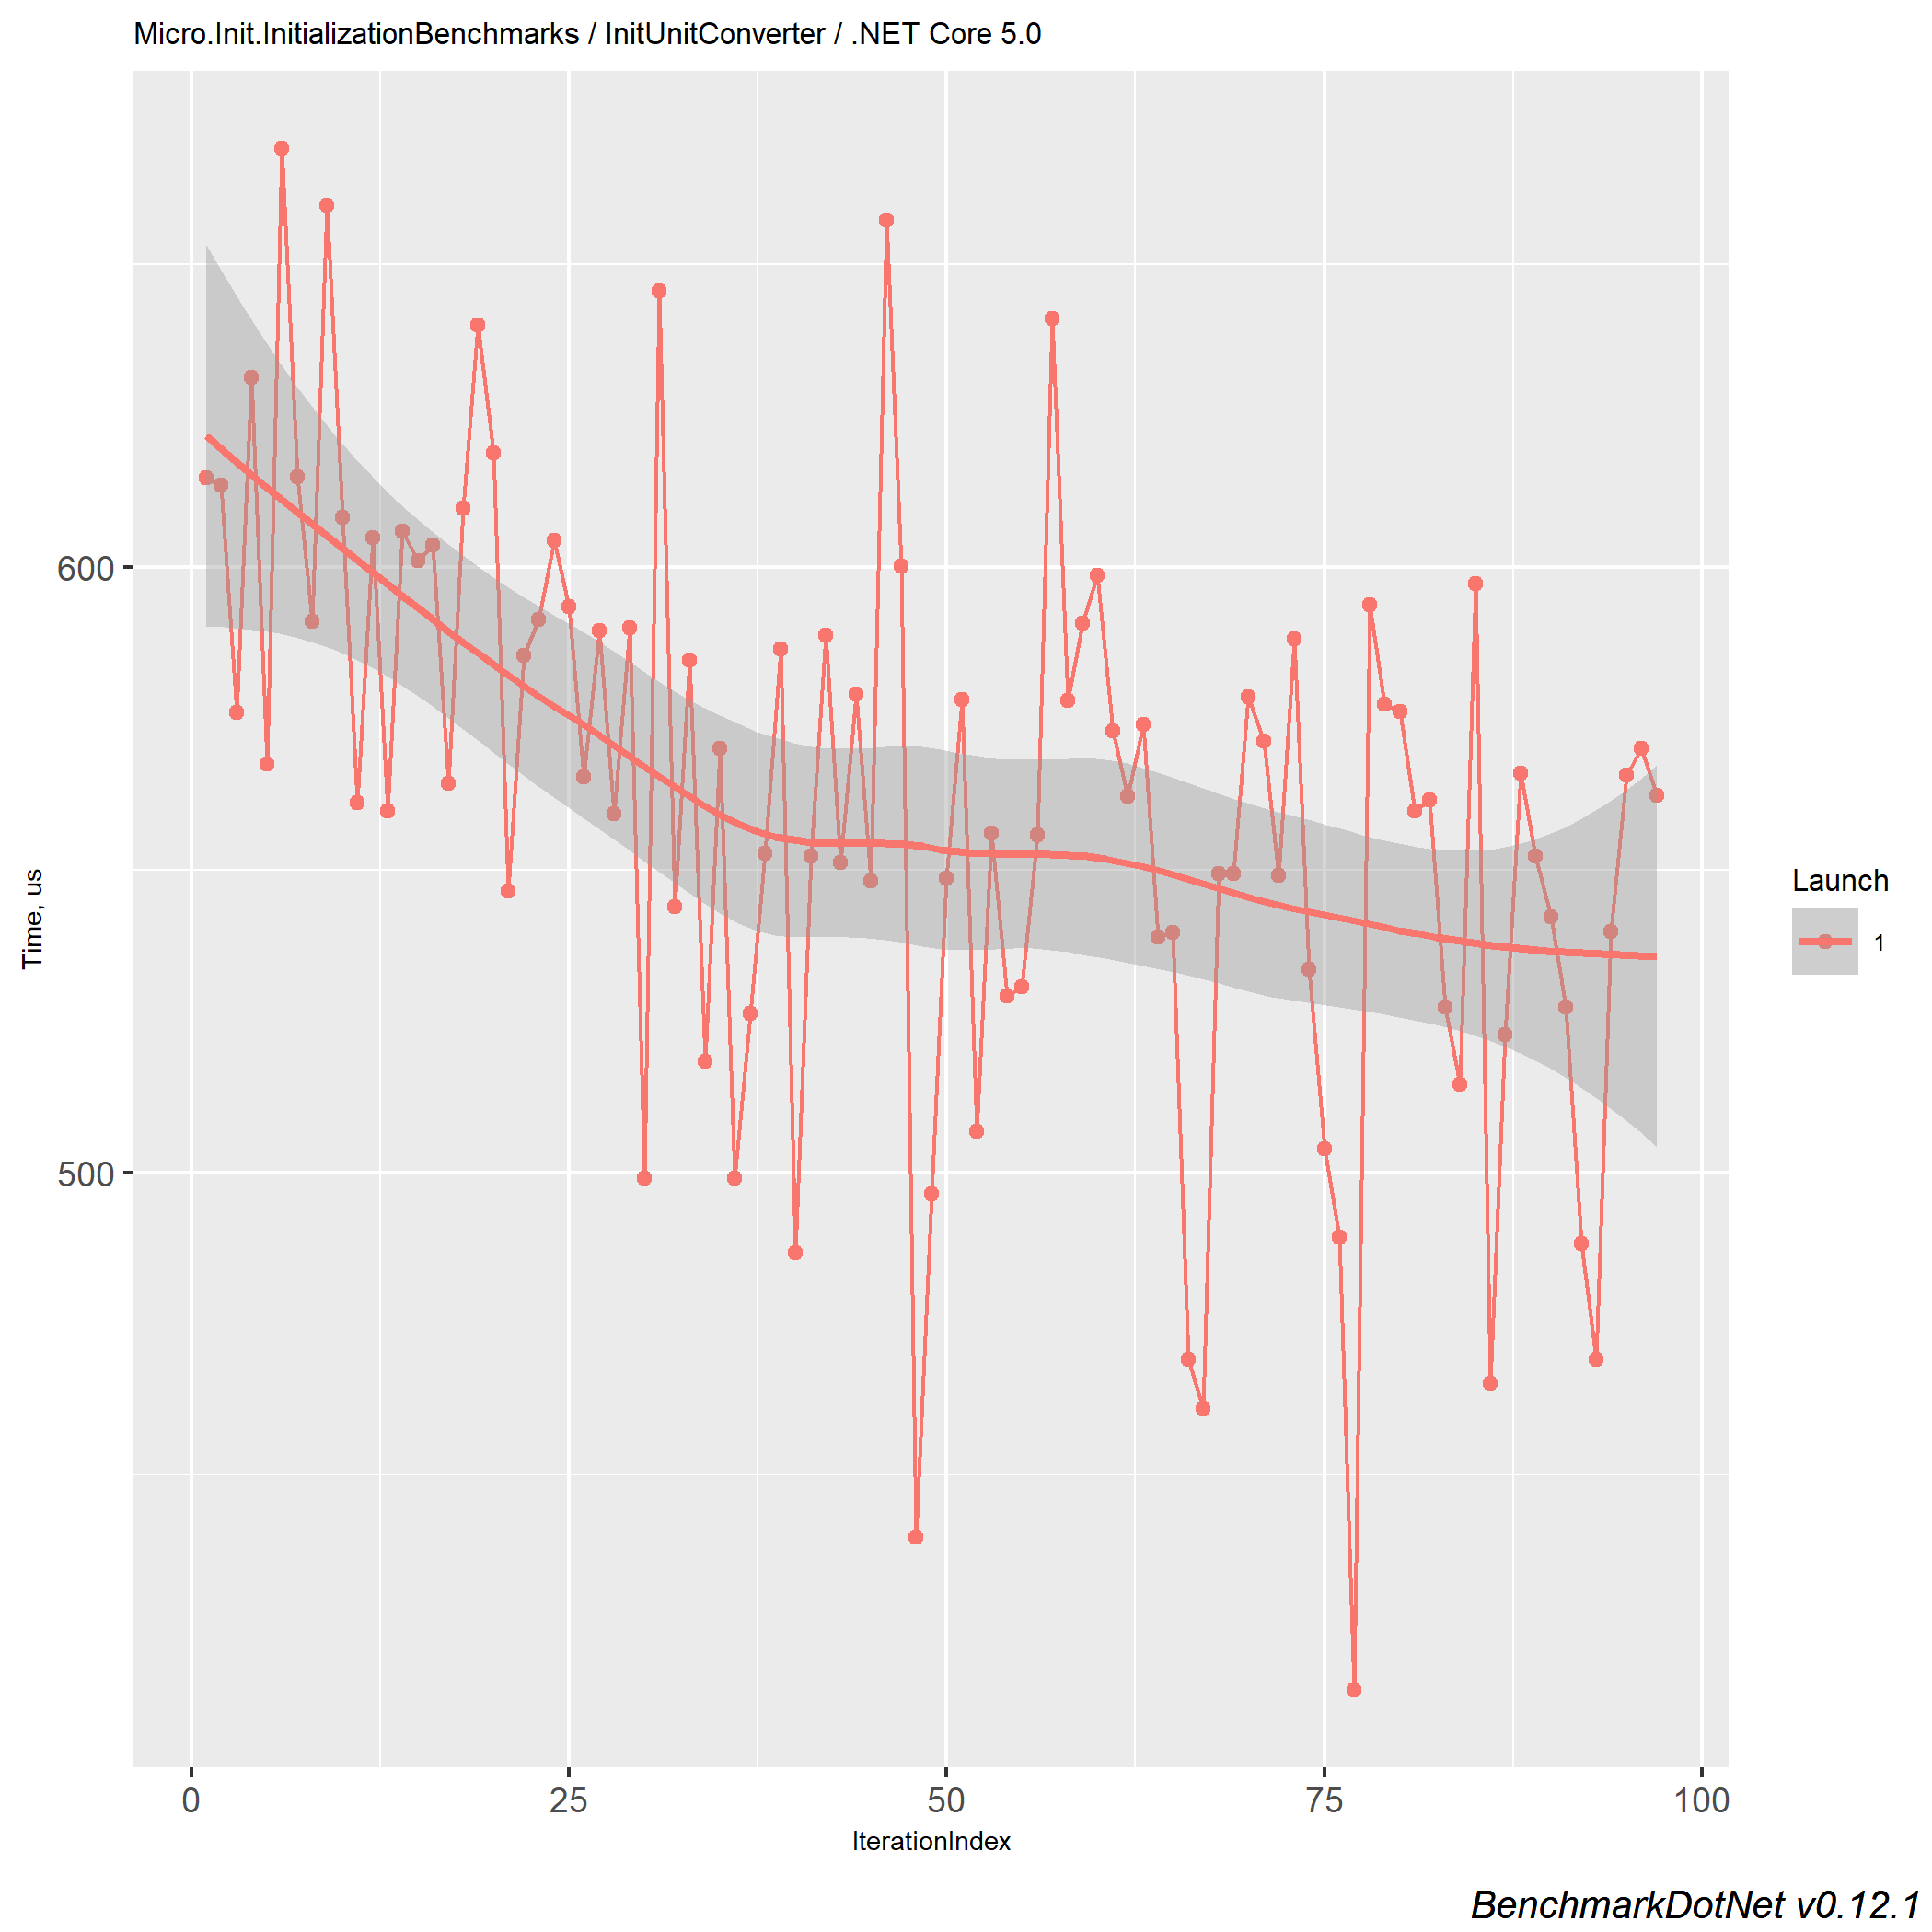 Micro.Init.InitializationBenchmarks / InitUnitConverter / .NET Core 5.0
600
500
Time, us
0 25 50 75 100
IterationIndex
Launch
1
BenchmarkDotNet v0.12.1